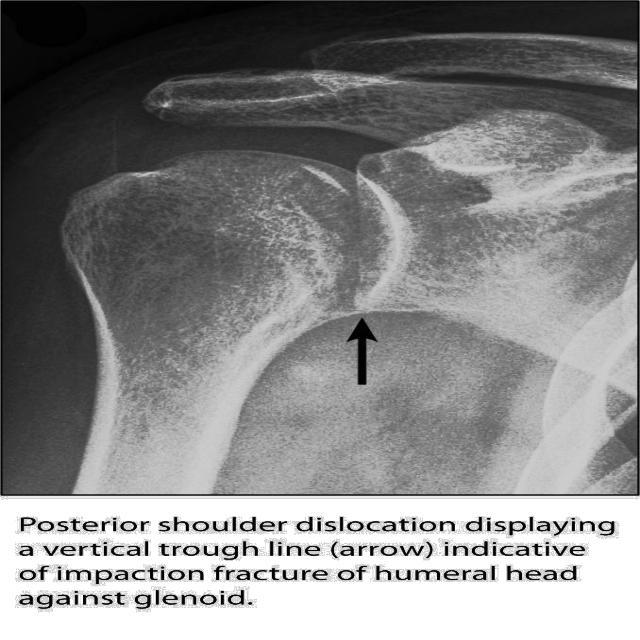 Posterior shoulder dislocation displaying
a vertical trough line (arrow) indicative
of impaction fracture of humeral head
against glenoid.